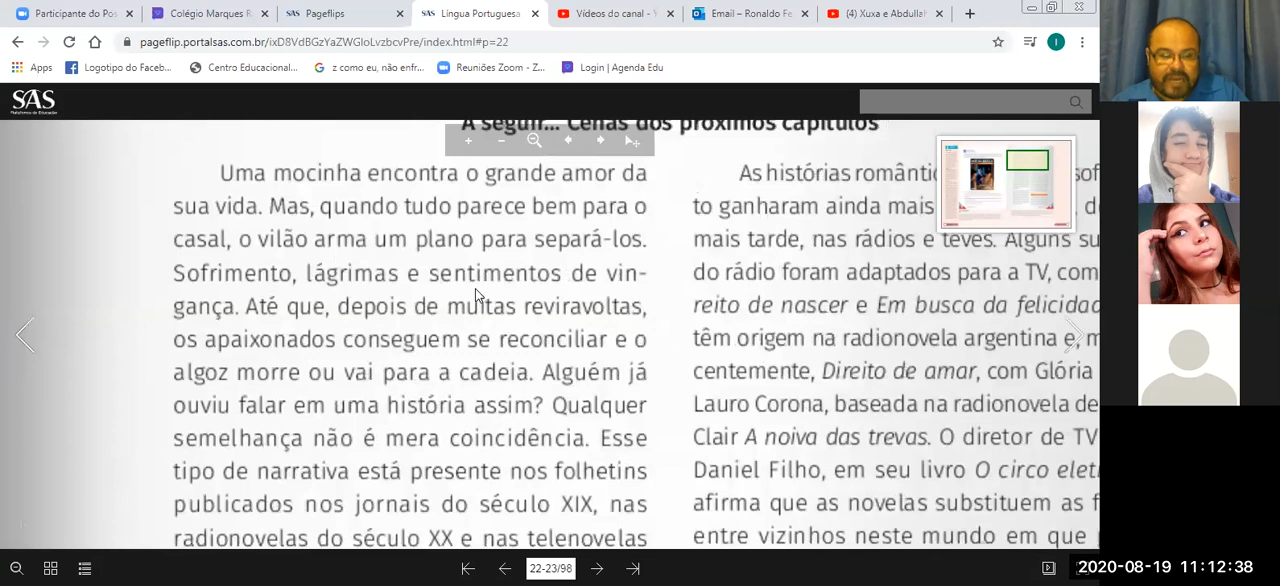 Participante do Pos
Colégio Marques R
Pageflips
Língua Portuguesa
Vídeos do canal - Y
Email – Ronaldo Fe
(4) Xuxa e Abdulla
pageflip.portalsas.com.br/ixD8VdBGzYaZWGloLvzbcvPre/index.html#p=22
Apps
Logotipo do Faceb...
Centro Educacional...
z como eu, não enfr...
Reuniões Zoom - Z...
Login | Agenda Edu
SAS
Plataforma de Educação
A seguir... Cenas dos próximos capítulos
Uma mocinha encontra o grande amor da
sua vida. Mas, quando tudo parece bem para o
casal, o vilão arma um plano para separá-los.
Sofrimento, lágrimas e sentimentos de vin-
gança. Até que, depois de muitas reviravoltas,
os apaixonados conseguem se reconciliar e o
algoz morre ou vai para a cadeia. Alguém já
ouviu falar em uma história assim? Qualquer
semelhança não é mera coincidência. Esse
tipo de narrativa está presente nos folhetins
publicados nos jornais do século XIX, nas
radionovelas do século XX e nas telenovelas
As histórias romântic sof
to ganharam ainda mais d
mais tarde, nas rádios e tevês. Alguns su
do rádio foram adaptados para a TV, com
reito de nascer e Em busca da felicidad
têm origem na radionovela argentina e, m
centemente, Direito de amar, com Glória
Lauro Corona, baseada na radionovela de
Clair A noiva das trevas. O diretor de TV
Daniel Filho, em seu livro O circo elet
afirma que as novelas substituem as f
entre vizinhos neste mundo em que
22-23/98
2020-08-19 11:12:38